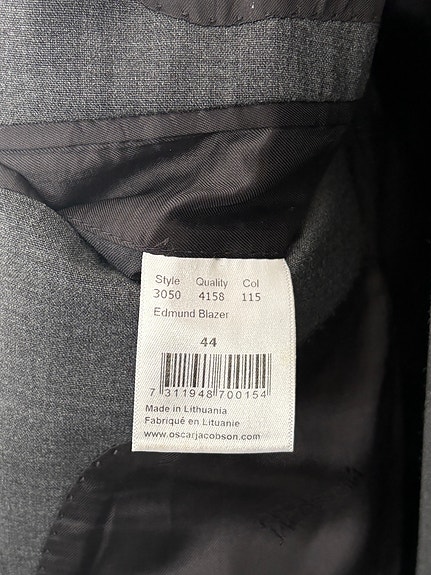 Style Quality Col
3050 4158 115
Edmund Blazer
44
7 311948 700154
Made in Lithuania
Fabriqué en Lituanie
www.oscarjacobson.com